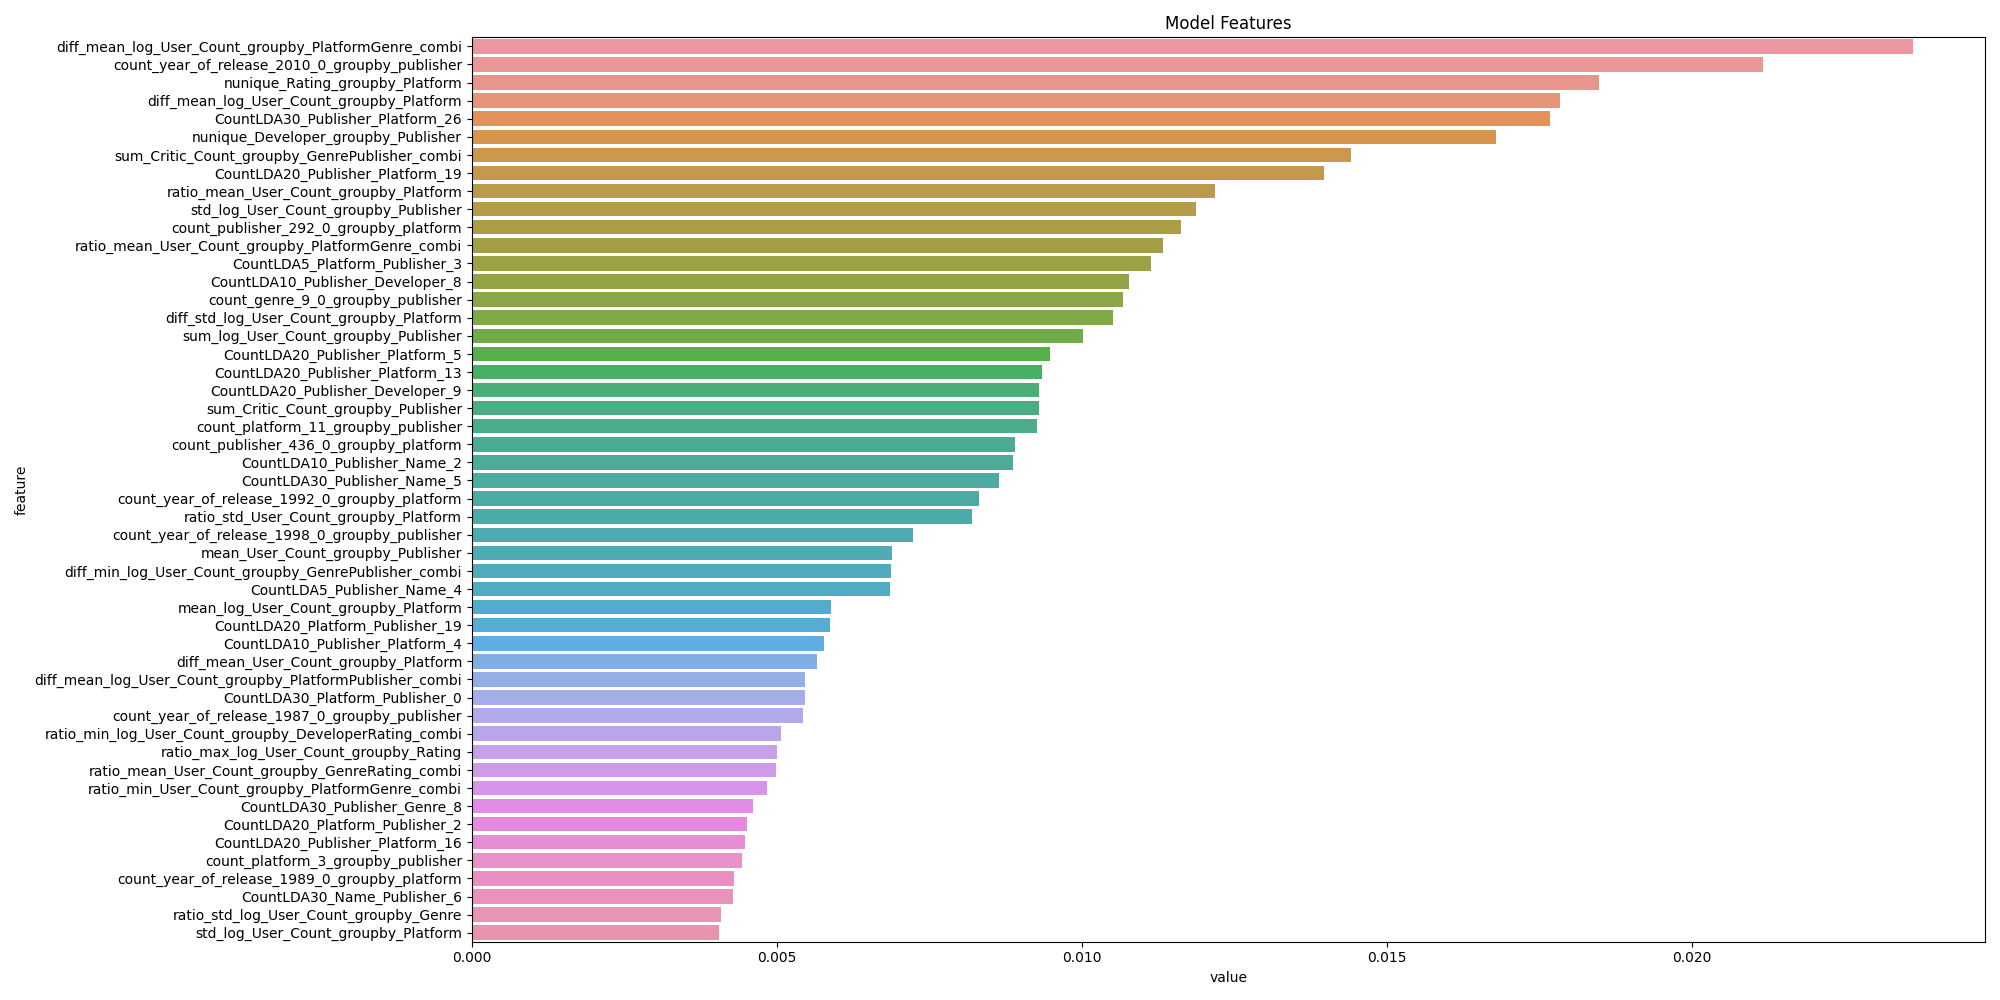 Model Features
diff_mean_log_User_Count_groupby_PlatformGenre_combi
count_year_of_release_2010_0_groupby_publisher
nunique_Rating_groupby_Platform
diff_mean_log_User_Count_groupby_Platform
CountLDA30_Publisher_Platform_26
nunique_Developer_groupby_Publisher
sum_Critic_Count_groupby_GenrePublisher_combi
CountLDA20_Publisher_Platform_19
ratio_mean_User_Count_groupby_Platform
std_log_User_Count_groupby_Publisher
count_publisher_292_0_groupby_platform
ratio_mean_User_Count_groupby_PlatformGenre_combi
CountLDA5_Platform_Publisher_3
CountLDA10_Publisher_Developer_8
count_genre_9_0_groupby_publisher
diff_std_log_User_Count_groupby_Platform
sum_log_User_Count_groupby_Publisher
CountLDA20_Publisher_Platform_5
CountLDA20_Publisher_Platform_13
CountLDA20_Publisher_Developer_9
sum_Critic_Count_groupby_Publisher
count_platform_11_groupby_publisher
count_publisher_436_0_groupby_platform
CountLDA10_Publisher_Name_2
CountLDA30_Publisher_Name_5
count_year_of_release_1992_0_groupby_platform
ratio_std_User_Count_groupby_Platform
count_year_of_release_1998_0_groupby_publisher
mean_User_Count_groupby_Publisher
diff_min_log_User_Count_groupby_GenrePublisher_combi
CountLDA5_Publisher_Name_4
mean_log_User_Count_groupby_Platform
CountLDA20_Platform_Publisher_19
CountLDA10_Publisher_Platform_4
diff_mean_User_Count_groupby_Platform
diff_mean_log_User_Count_groupby_PlatformPublisher_combi
CountLDA30_Platform_Publisher_0
count_year_of_release_1987_0_groupby_publisher
ratio_min_log_User_Count_groupby_DeveloperRating_combi
ratio_max_log_User_Count_groupby_Rating
ratio_mean_User_Count_groupby_GenreRating_combi
ratio_min_User_Count_groupby_PlatformGenre_combi
CountLDA30_Publisher_Genre_8
CountLDA20_Platform_Publisher_2
CountLDA20_Publisher_Platform_16
count_platform_3_groupby_publisher
count_year_of_release_1989_0_groupby_platform
CountLDA30_Name_Publisher_6
ratio_std_log_User_Count_groupby_Genre
std_log_User_Count_groupby_Platform
feature
0.000 0.005 0.010 0.015 0.020
value